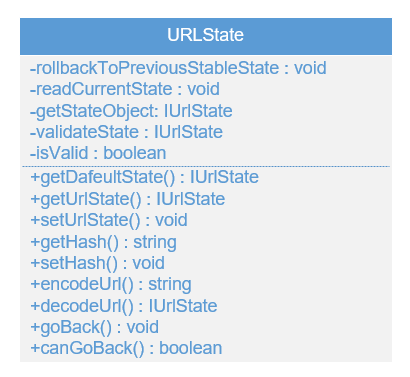 URLState
-rollbackToPreviousStableState : void
-readCurrentState : void
-getStateObject: IUrlState
-validateState : IUrlState
-isValid : boolean
+getDafeultState() : IUrlState
+getUrlState() : IUrlState
+setUrlState() : void
+getHash() : string
+setHash() : void
+encodeUrl() : string
+decodeUrl() : IUrlState
+goBack() : void
+canGoBack() : boolean